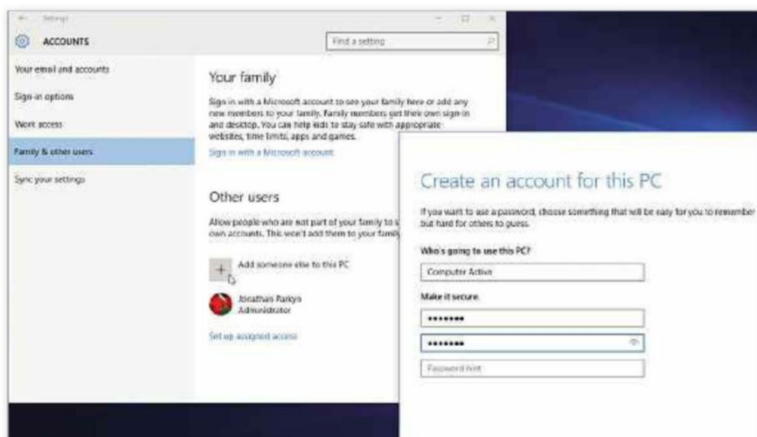 Settings
ACCOUNTS
Find a setting
Your email and accounts
Sign-in options
Work access
Family & other users
Sync your settings
Your family
Sign in with a Microsoft account to see your family here or add any
new members to your family. Family members get their own sign-in
and desktop. You can help kids to stay safe with appropriate
websites, time limits, apps and games.
Sign in with a Microsoft account
Other users
Allow people who are not part of your family to s
own accounts. This won't add them to your family
Add someone else to this PC
Jonathan Parkyn
Administrator
Set up assigned access
Create an account for this PC
If you want to use a password, choose something that will be easy for you to remember
but hard for others to guess.
Who's going to use this PC?
Computer Active
Make it secure.
•••••••
•••••••
Password hint